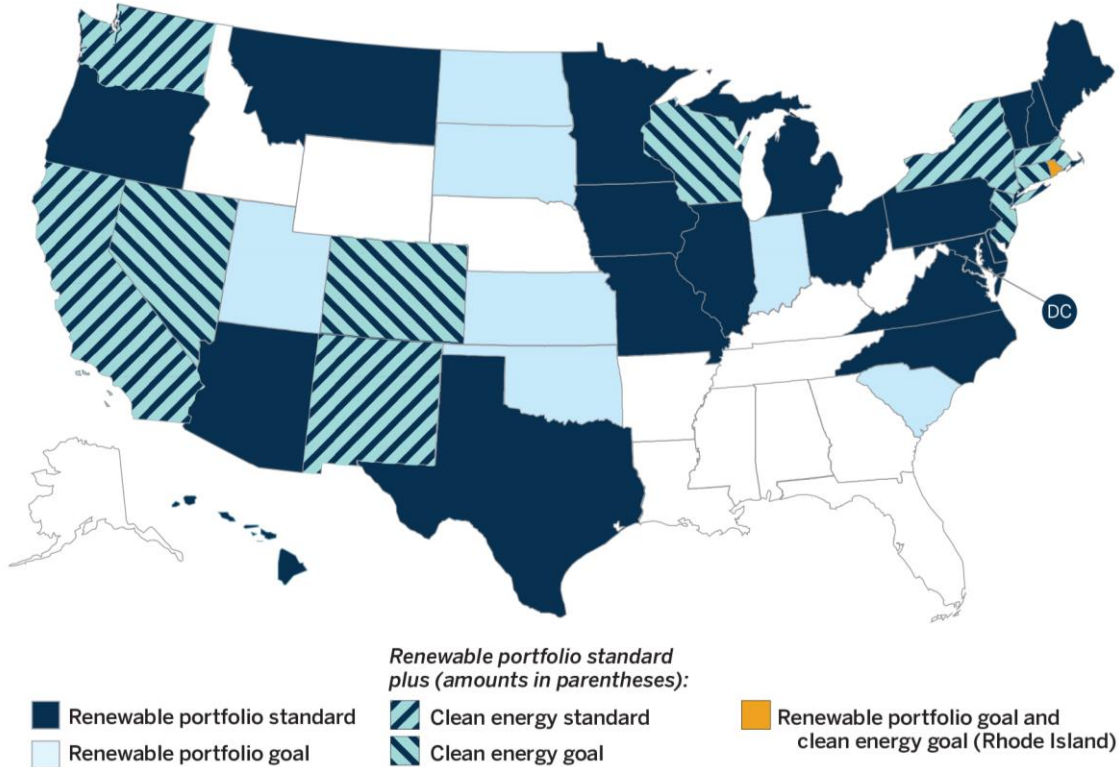 DC
Renewable portfolio standard
plus (amounts in parentheses):
Renewable portfolio standard
Clean energy standard
Renewable portfolio goal and
clean energy goal (Rhode Island)
Renewable portfolio goal
Clean energy goal